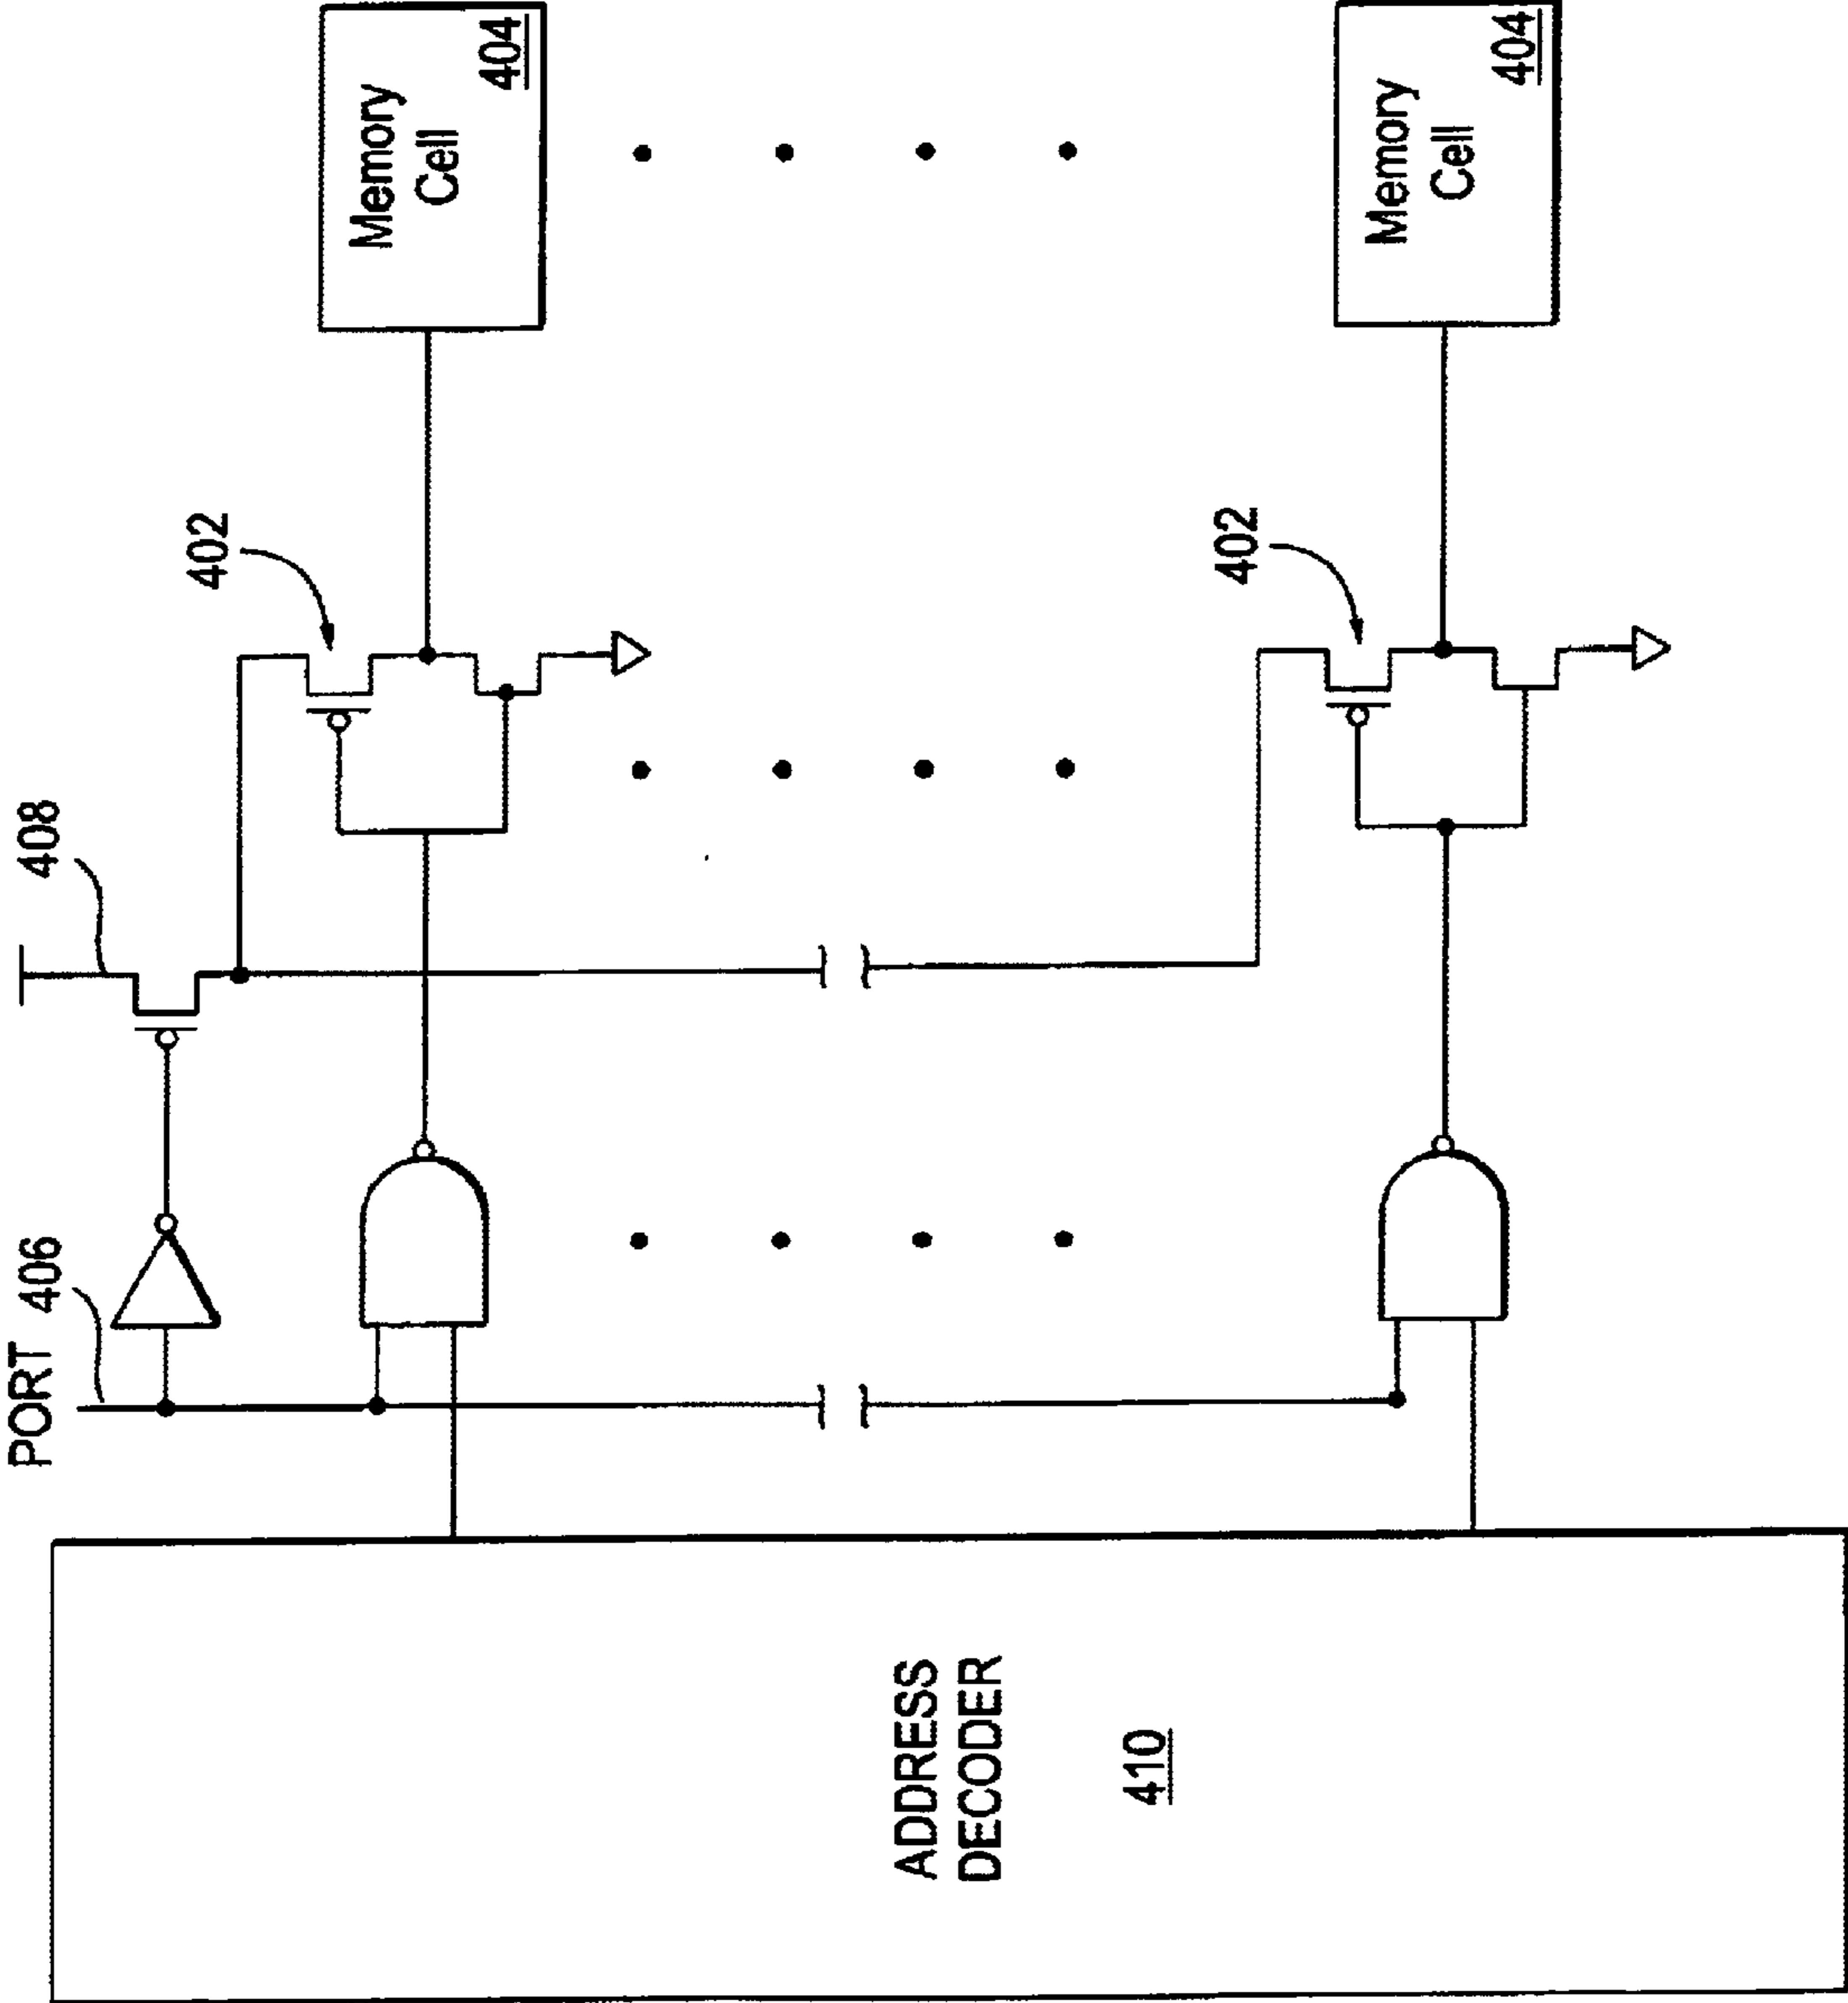 PORT 406
408
402
Memory
Cell
404
402
Memory
Cell
404
ADDRESS
DECODER
410